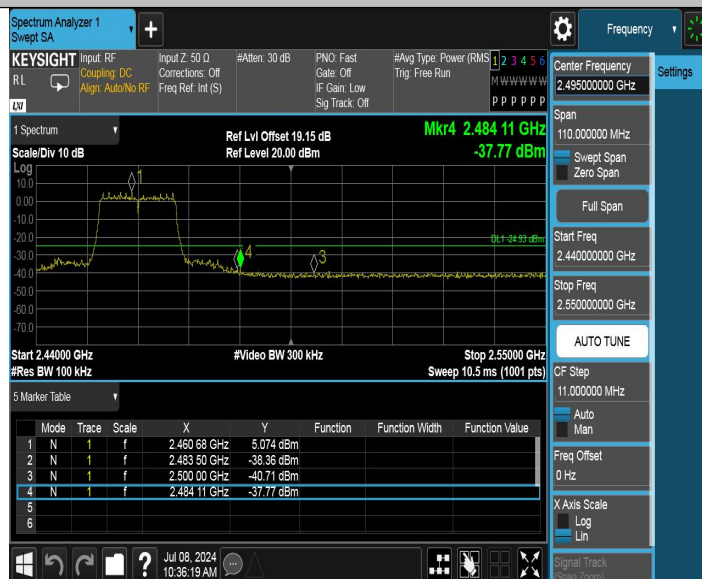 Spectrum Analyzer 1
Swept SA
+
Frequency
KEYSIGHT
RL
LXI
Input: RF
Coupling: DC
Align: Auto/No RF
Input Z: 50 Ω
Corrections: Off
Freq Ref: Int (S)
#Atten: 30 dB
PNO: Fast
Gate: Off
IF Gain: Low
Sig Track: Off
#Avg Type: Power (RMS
Trig: Free Run
1 2 3 4 5 6
M W W W W W
P P P P P P
1 Spectrum
Scale/Div 10 dB
Ref Lvl Offset 19.15 dB
Ref Level 20.00 dBm
Mkr4 2.484 11 GHz
-37.77 dBm
Log
10.0
0.00
-10.0
-20.0
-30.0
-40.0
-50.0
-60.0
-70.0
1
4
3
DL1 -24.93 dBm
Start 2.44000 GHz
#Video BW 300 kHz
Stop 2.55000 GHz
#Res BW 100 kHz
Sweep 10.5 ms (1001 pts)
5 Marker Table
Mode Trace Scale X Y Function Function Width Function Value
1 N 1 f 2.460 68 GHz 5.074 dBm
2 N 1 f 2.483 50 GHz -38.36 dBm
3 N 1 f 2.500 00 GHz -40.71 dBm
4 N 1 f 2.484 11 GHz -37.77 dBm
5
6
?
Jul 08, 2024
10:36:19 AM
Center Frequency
2.495000000 GHz
Settings
Span
110.000000 MHz
Swept Span
Zero Span
Full Span
Start Freq
2.440000000 GHz
Stop Freq
2.550000000 GHz
AUTO TUNE
CF Step
11.000000 MHz
Auto
Man
Freq Offset
0 Hz
X Axis Scale
Log
Lin
Signal Track
(Span Zoom)